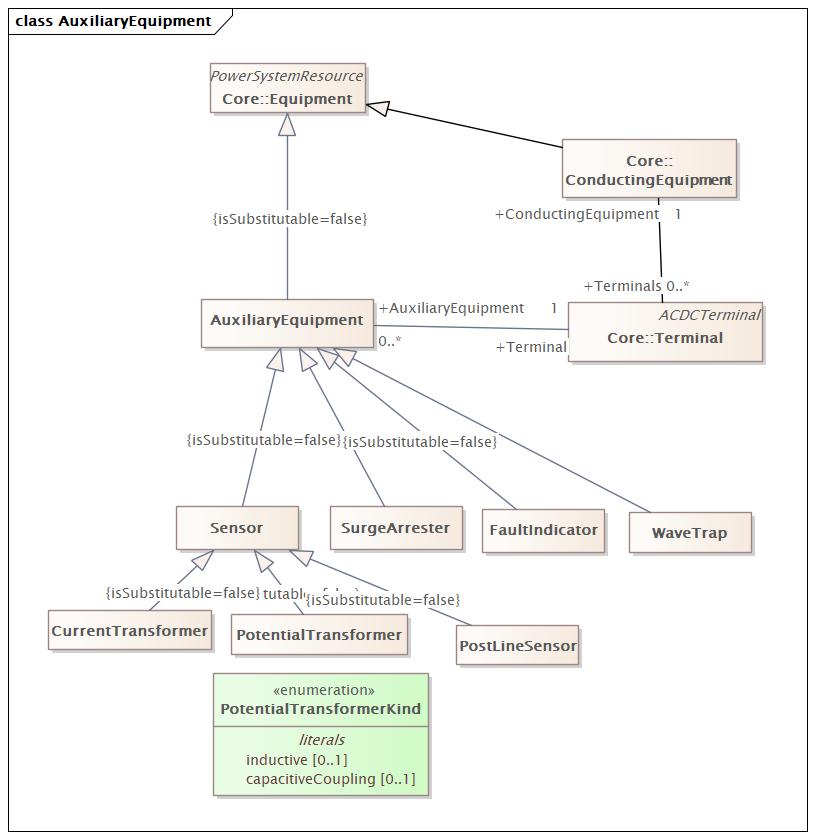 class AuxiliaryEquipment
PowerSystemResource
Core::Equipment
Core::
ConductingEquipment
+ConductingEquipment 1
{isSubstitutable=false}
+Terminals 0..*
+AuxiliaryEquipment 1
ACDCTerminal
AuxiliaryEquipment
Core::Terminal
0..*
+Terminal
{isSubstitutable=false}
{isSubstitutable=false}
Sensor
SurgeArrester
FaultIndicator
WaveTrap
{isSubstitutable=false}
{isSubstitutable=false}
CurrentTransformer
PotentialTransformer
PostLineSensor
«enumeration»
PotentialTransformerKind
literals
inductive [0..1]
capacitiveCoupling [0..1]